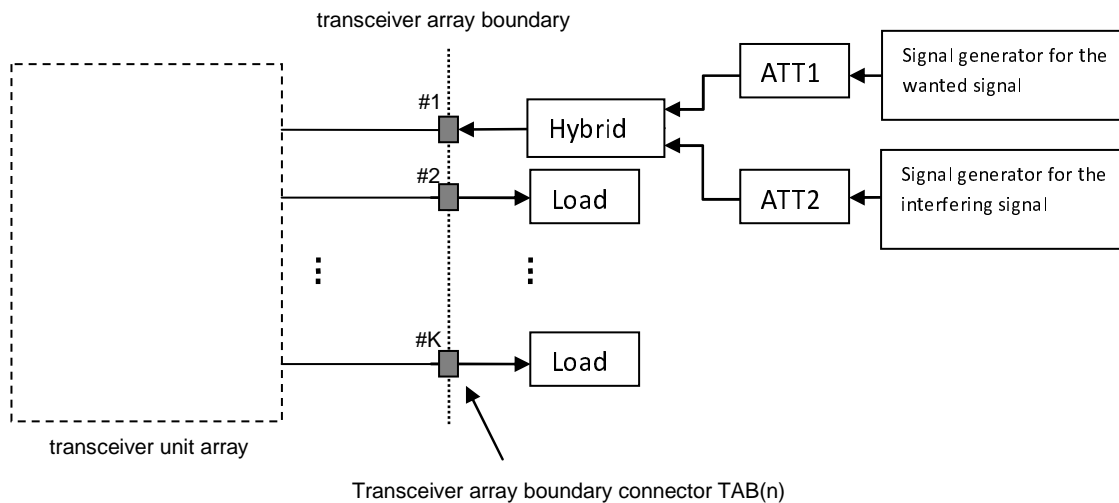 transceiver array boundary
#1
Hybrid
ATT1
Signal generator for the
wanted signal
#2
Load
ATT2
Signal generator for the
interfering signal
#K
Load
transceiver unit array
Transceiver array boundary connector TAB(n)